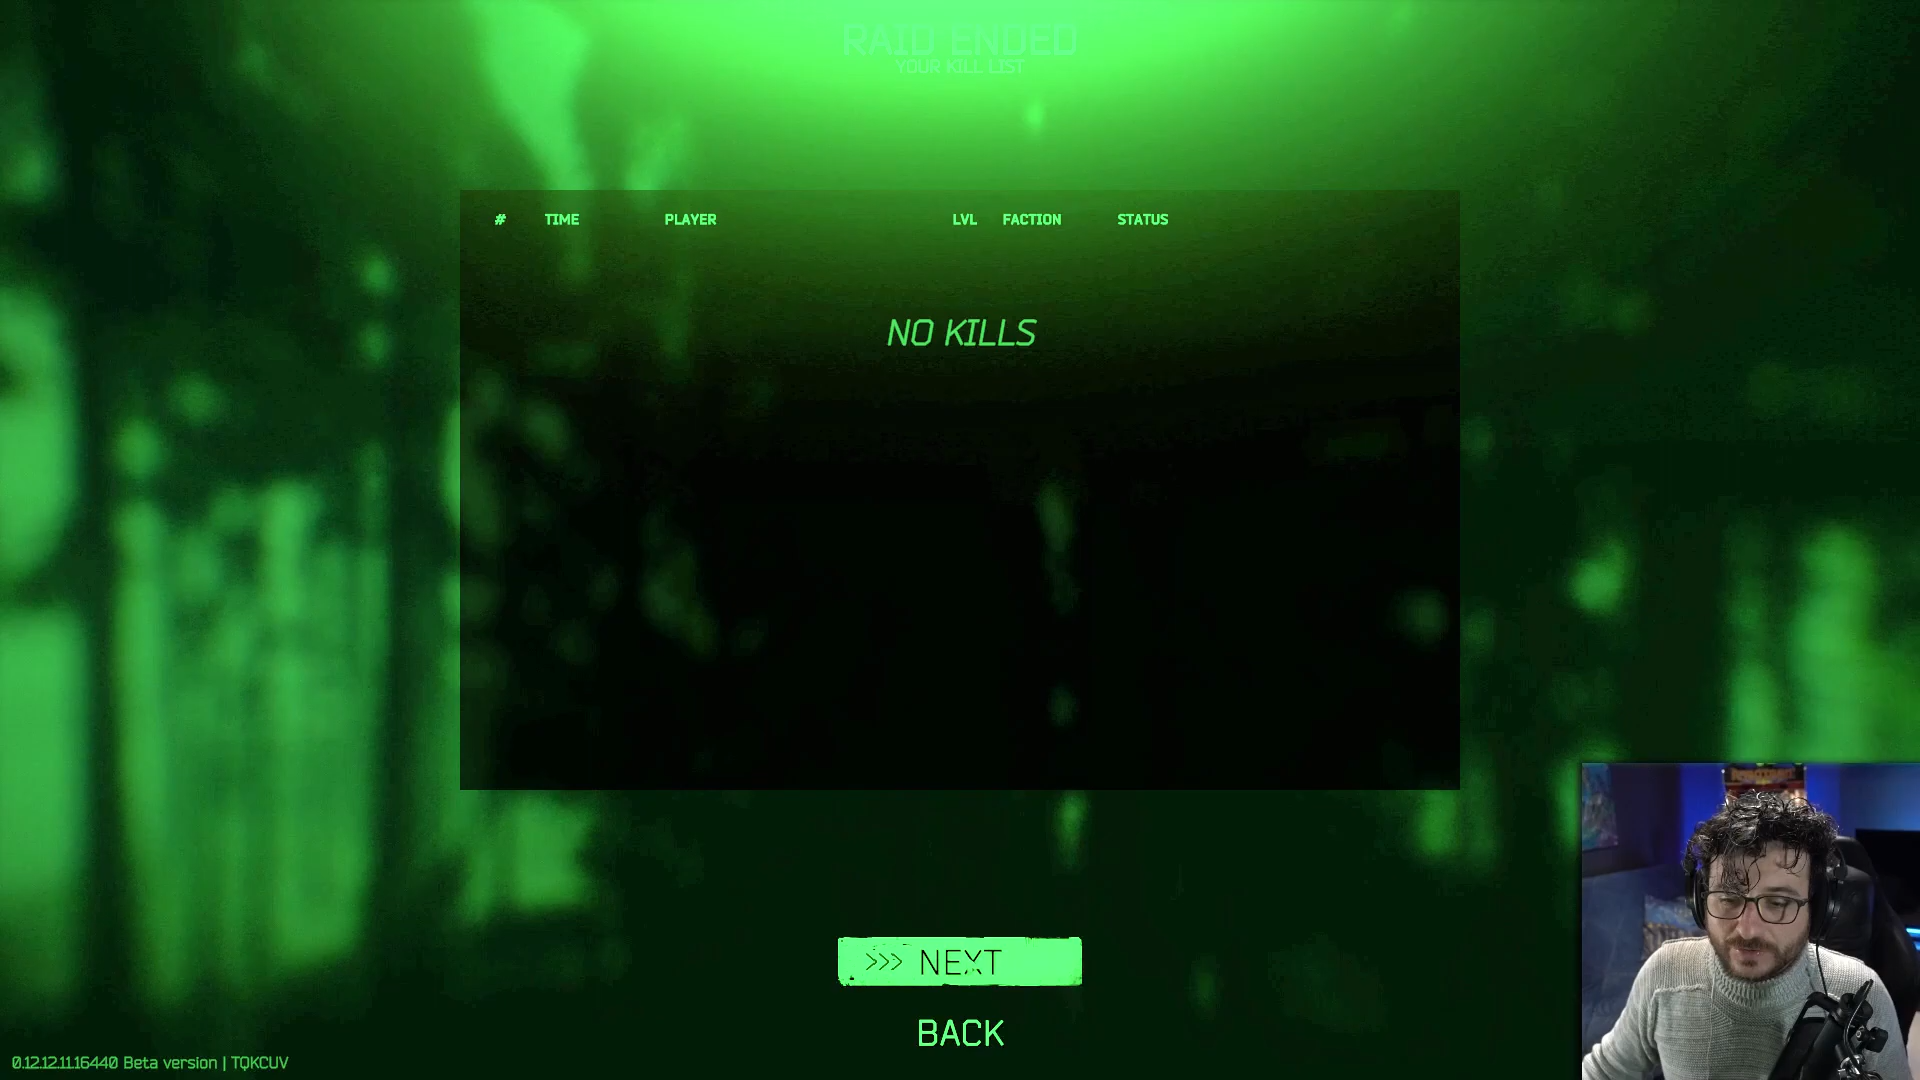 RAID ENDED
YOUR KILL LIST
# TIME PLAYER LVL FACTION STATUS
NO KILLS
>>> NEXT
BACK
0.12.12.11.16440 Beta version | TQKCUV